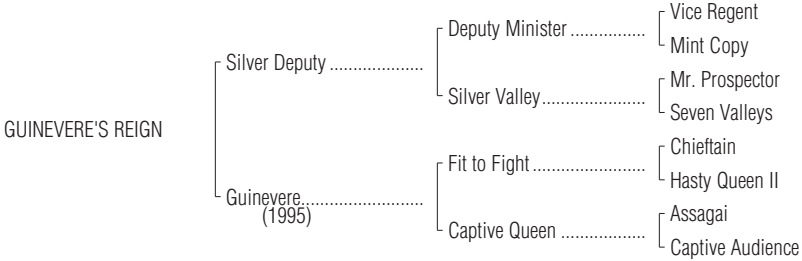 Vice Regent
Deputy Minister ................
Mint Copy
Silver Deputy ....................
Mr. Prospector
Silver Valley......................
Seven Valleys
GUINEVERE'S REIGN
Chieftain
Fit to Fight ........................
Hasty Queen II
Guinevere..........................
(1995)
Assagai
Captive Queen ..................
Captive Audience